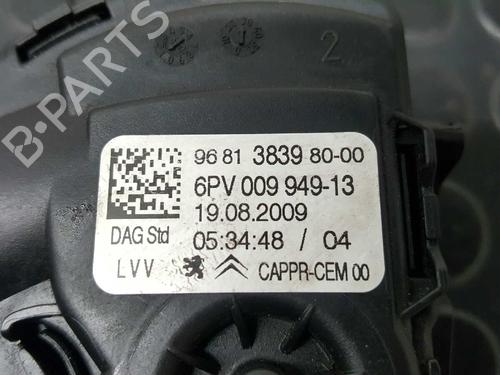 B-PARTS
2
96 81 3839 80-00
6PV 009 949-13
19.08.2009
DAG Std 05:34:48 / 04
LVV CAPPR-CEM 00